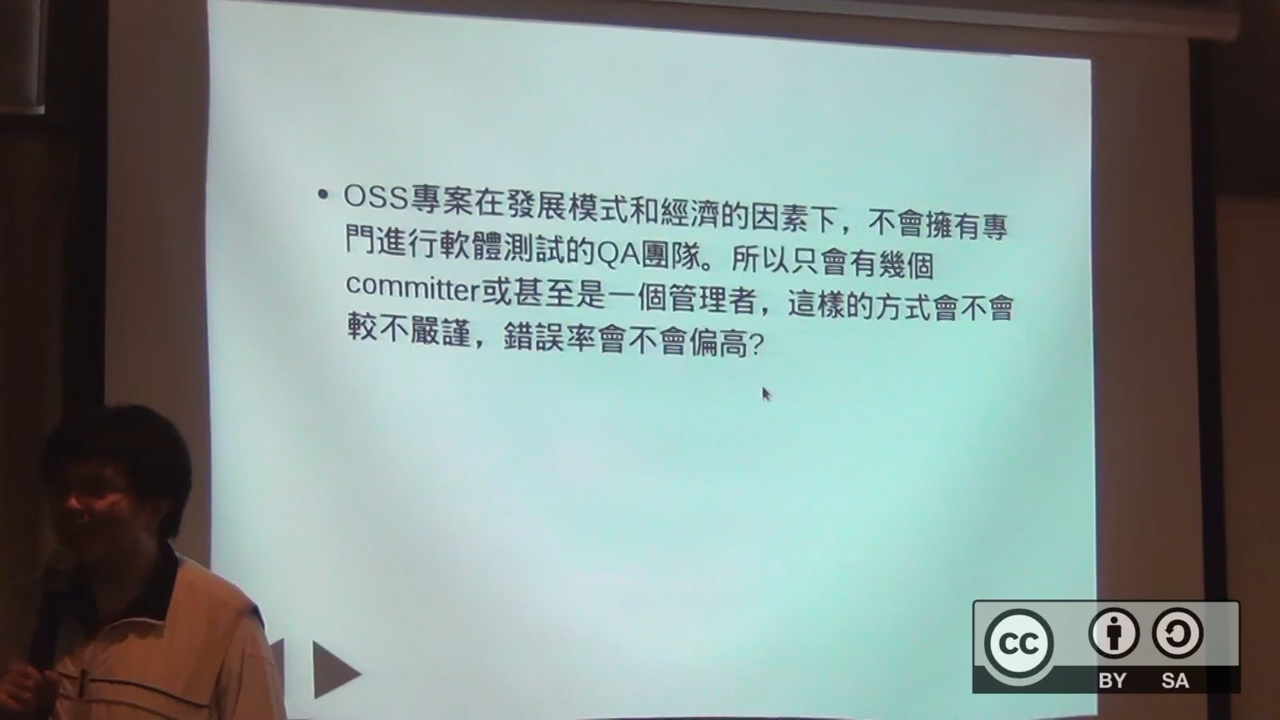 • OSS專案在發展模式和經濟的因素下，不會擁有專
門進行軟體測試的QA團隊。所以只會有幾個
committer或甚至是一個管理者，這樣的方式會不會
較不嚴謹，錯誤率會不會偏高?
cc
BY SA